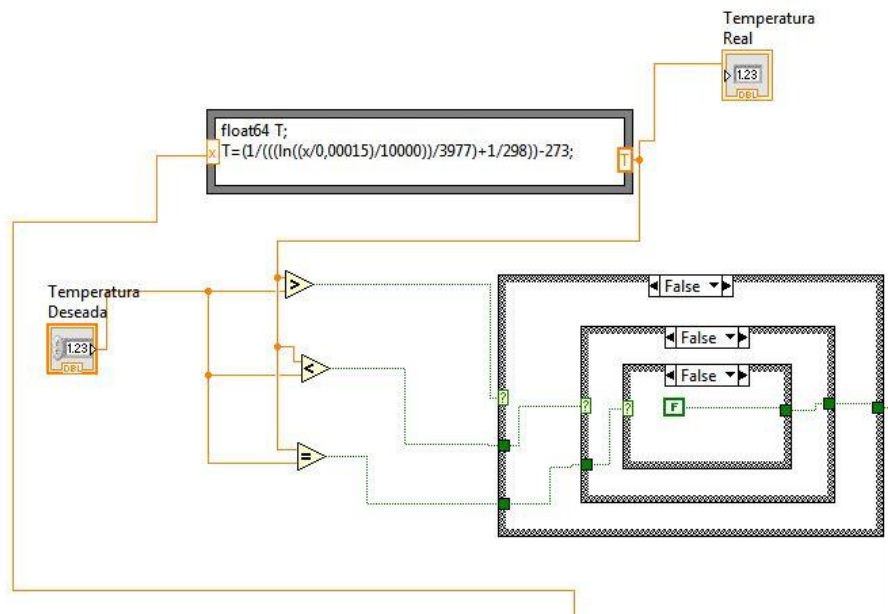 Temperatura
Real
1.23
DBL
float64 T;
T=(1/(((ln((x/0,00015)/10000))/3977)+1/298))-273;
x
T
Temperatura
Deseada
1.23
DBL
>
<
=
False
False
False
?
?
?
F